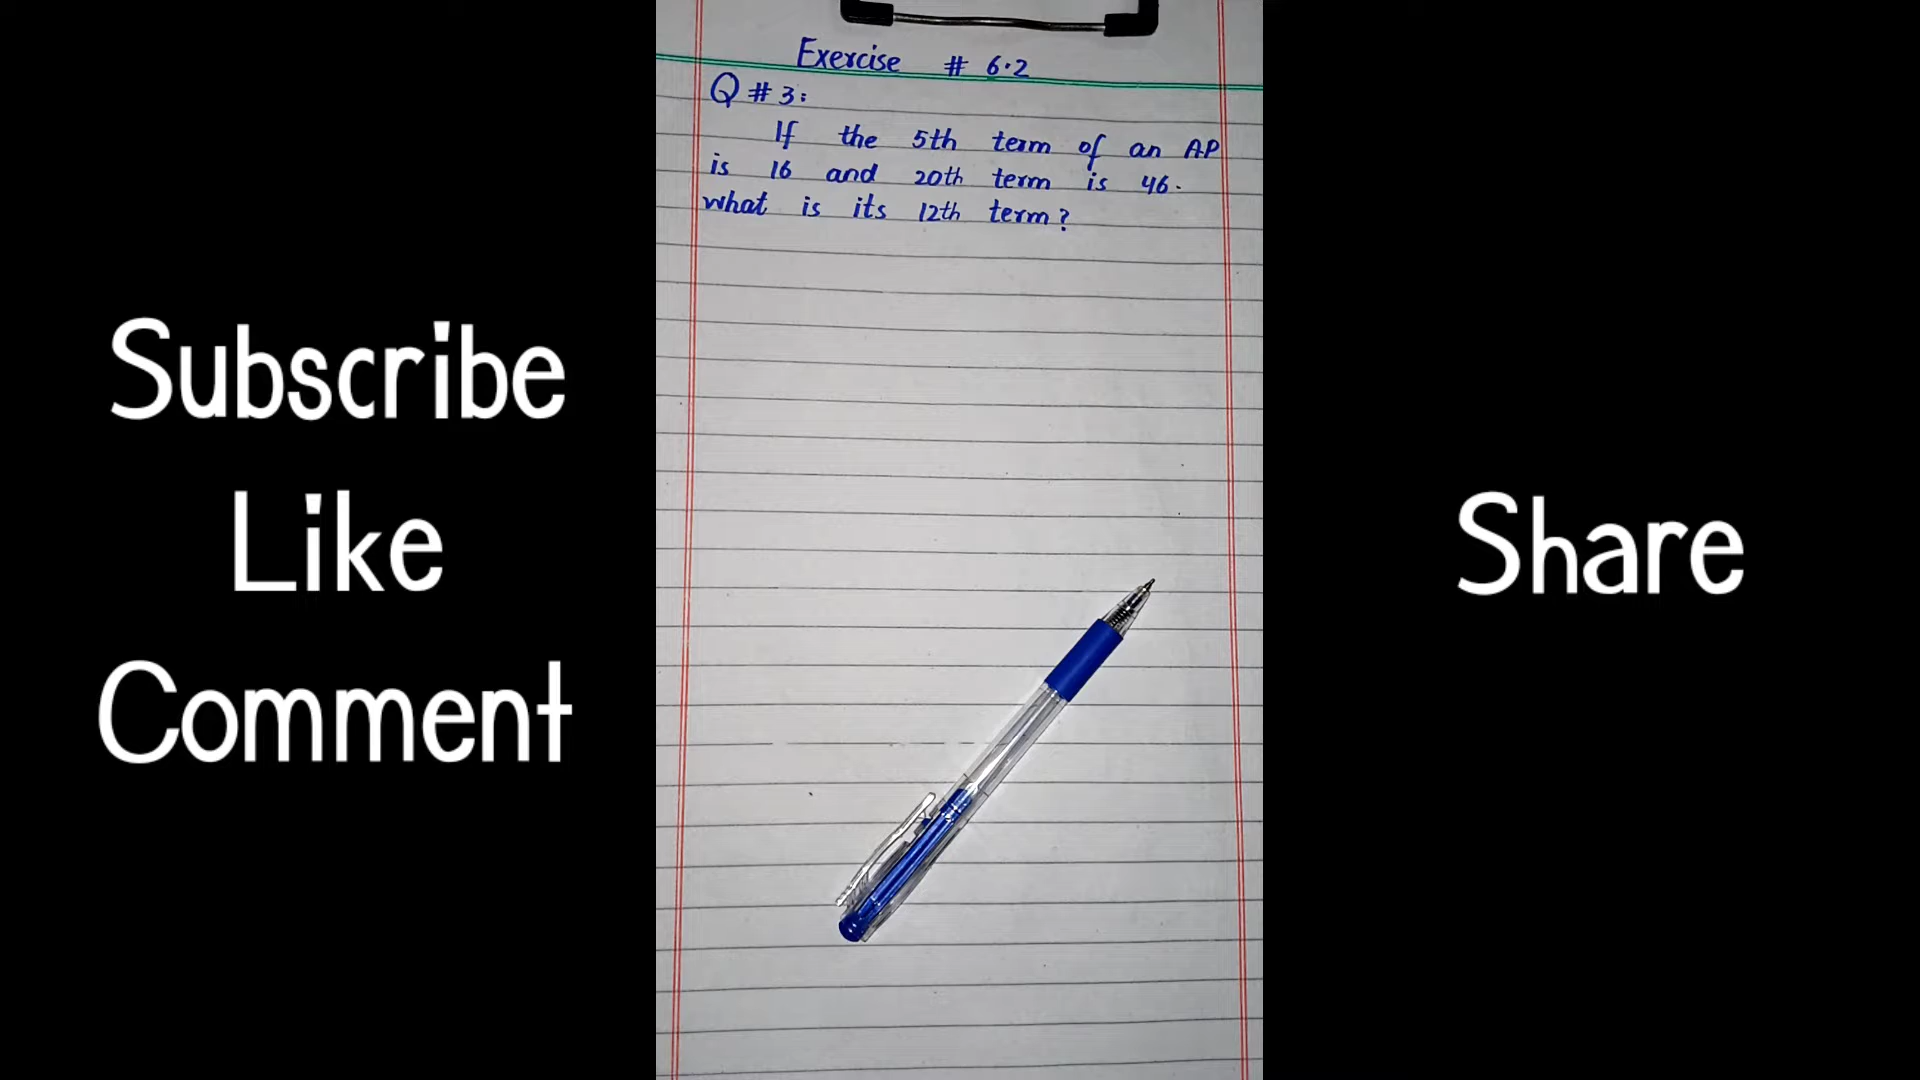 Exercise # 6.2
Q # 3:
If the 5th term of an AP
is 16 and 20th term is 46.
what is its 12th term?
Subscribe
Like
Comment
Share